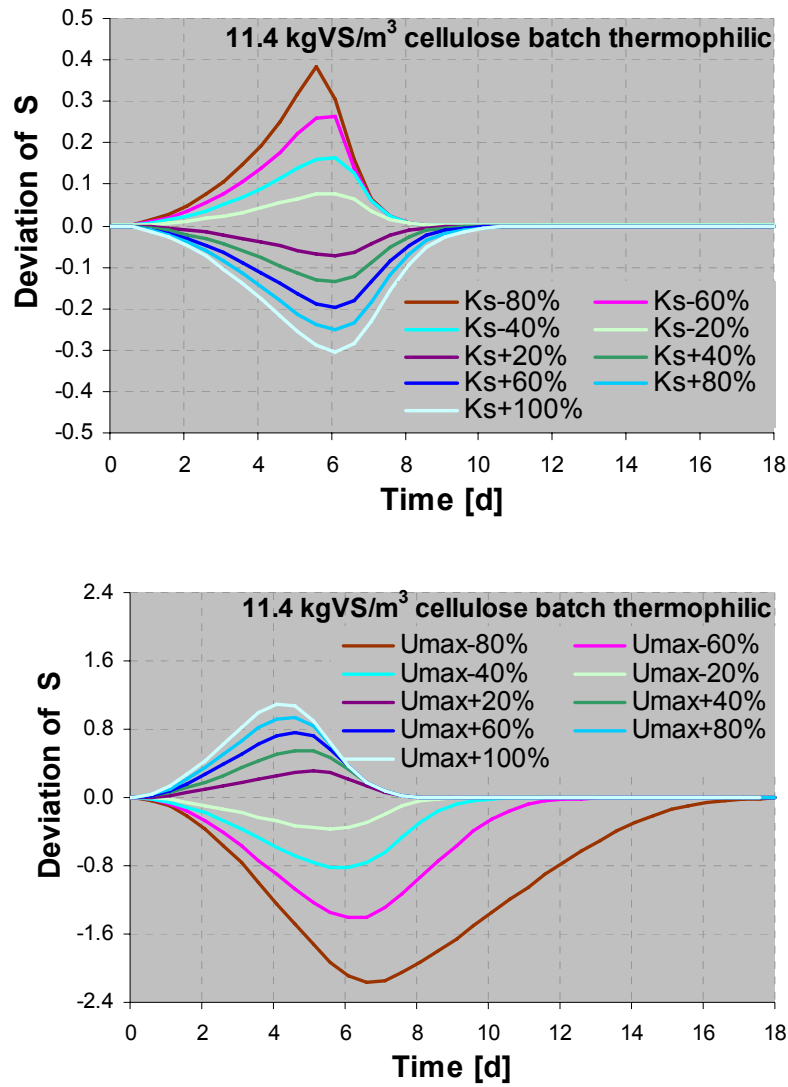 11.4 kgVS/m³ cellulose batch thermophilic
0.5
0.4
0.3
0.2
0.1
0.0
-0.1
-0.2
-0.3
-0.4
-0.5
Deviation of S
Ks-80% Ks-60%
Ks-40% Ks-20%
Ks+20% Ks+40%
Ks+60% Ks+80%
Ks+100%
0 2 4 6 8 10 12 14 16 18
Time [d]
11.4 kgVS/m³ cellulose batch thermophilic
2.4
1.6
0.8
0.0
-0.8
-1.6
-2.4
Deviation of S
Umax-80% Umax-60%
Umax-40% Umax-20%
Umax+20% Umax+40%
Umax+60% Umax+80%
Umax+100%
0 2 4 6 8 10 12 14 16 18
Time [d]